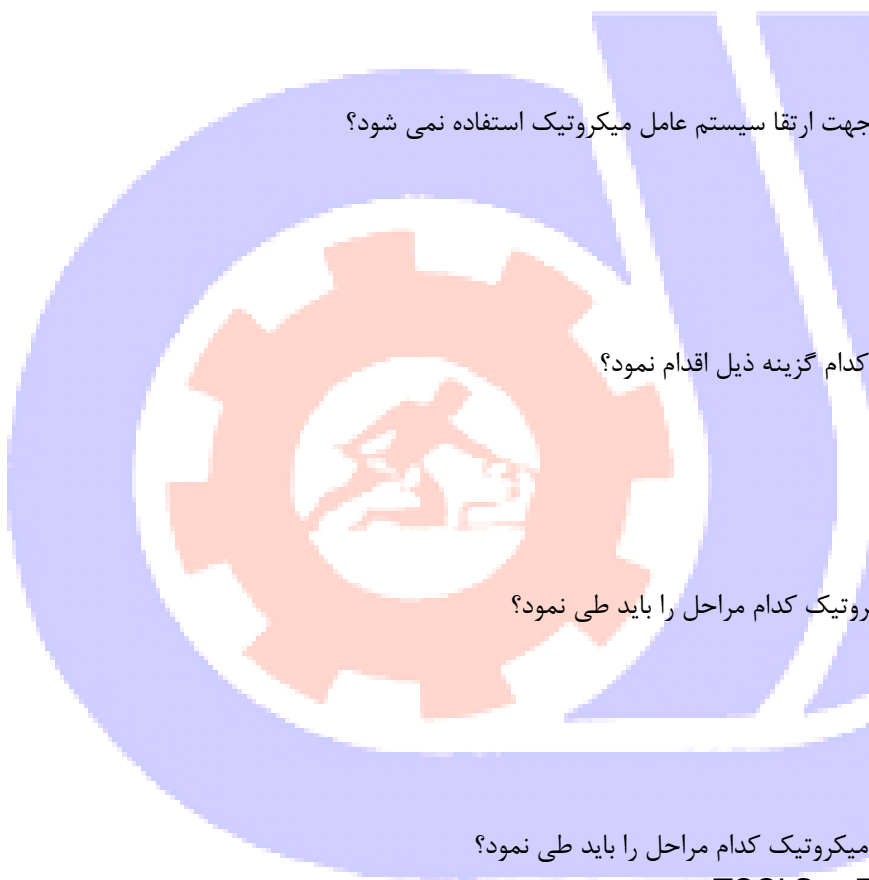 جهت ارتقا سیستم عامل میکروتیک استفاده نمی شود؟
کدام گزینه ذیل اقدام نمود؟
روتیک کدام مراحل را باید طی نمود؟
میکروتیک کدام مراحل را باید طی نمود؟